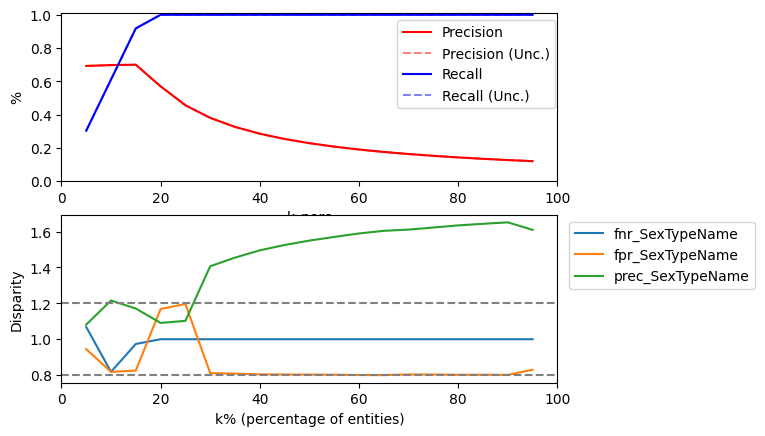 1.0
0.8
0.6
0.4
0.2
0.0
%
0 20 40 60 80 100
Precision
Precision (Unc.)
Recall
Recall (Unc.)
1.6
1.4
1.2
1.0
0.8
Disparity
0 20 40 60 80 100
k% (percentage of entities)
fnr_SexTypeName
fpr_SexTypeName
prec_SexTypeName